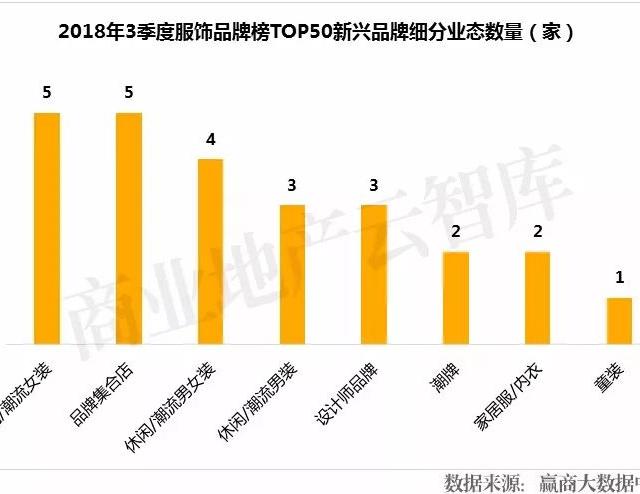 2018年3季度服饰品牌榜TOP50新兴品牌细分业态数量（家）
5
5
4
3
3
2
2
1
商业地产云智库
/潮流女装
品牌集合店
休闲/潮流男女装
休闲/潮流男装
设计师品牌
潮牌
家居服/内衣
童装
数据来源：赢商大数据